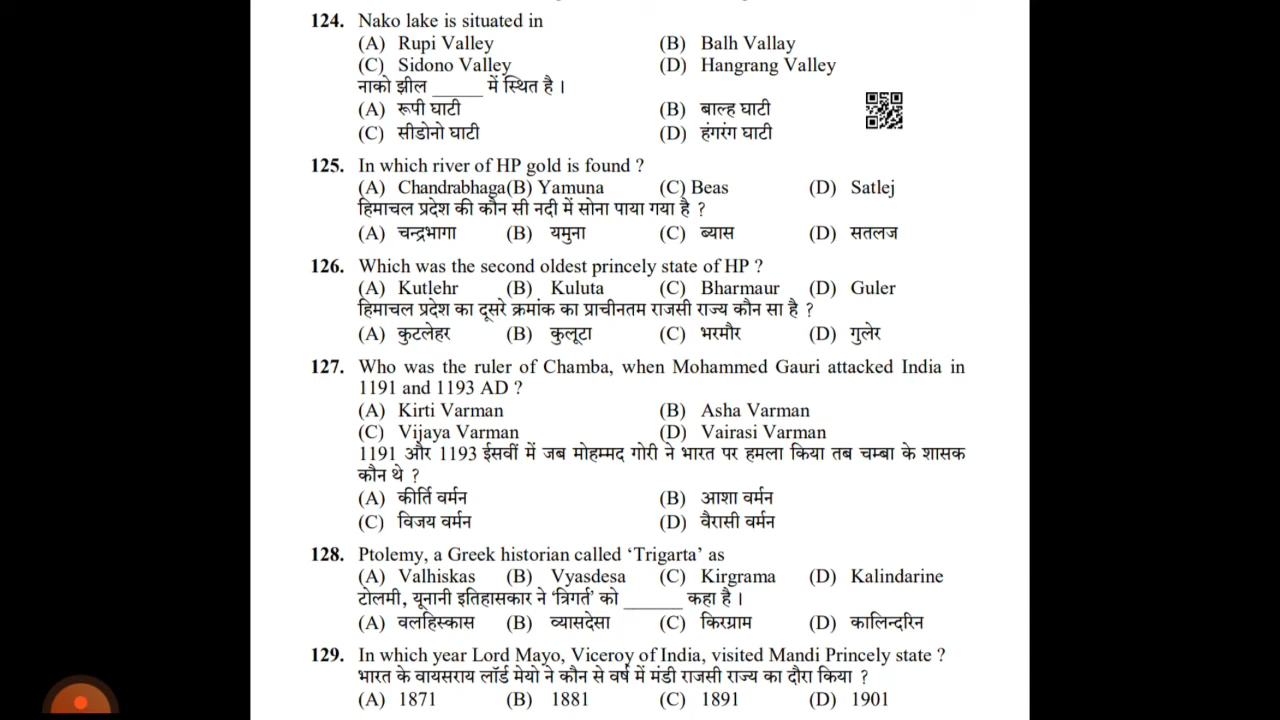 124. Nako lake is situated in
(A) Rupi Valley (B) Balh Vallay
(C) Sidono Valley (D) Hangrang Valley
नाको झील _____ में स्थित है ।
(A) रूपी घाटी (B) बाल्ह घाटी
(C) सीडोनो घाटी (D) हंगरंग घाटी
125. In which river of HP gold is found ?
(A) Chandrabhaga(B) Yamuna (C) Beas (D) Satlej
हिमाचल प्रदेश की कौन सी नदी में सोना पाया गया है ?
(A) चन्द्रभागा (B) यमुना (C) ब्यास (D) सतलज
126. Which was the second oldest princely state of HP ?
(A) Kutlehr (B) Kuluta (C) Bharmaur (D) Guler
हिमाचल प्रदेश का दूसरे क्रमांक का प्राचीनतम राजसी राज्य कौन सा है ?
(A) कुटलेहर (B) कुलूटा (C) भरमौर (D) गुलेर
127. Who was the ruler of Chamba, when Mohammed Gauri attacked India in
1191 and 1193 AD ?
(A) Kirti Varman (B) Asha Varman
(C) Vijaya Varman (D) Vairasi Varman
1191 और 1193 ईसवीं में जब मोहम्मद गोरी ने भारत पर हमला किया तब चम्बा के शासक
कौन थे ?
(A) कीर्ति वर्मन (B) आशा वर्मन
(C) विजय वर्मन (D) वैरासी वर्मन
128. Ptolemy, a Greek historian called ‘Trigarta’ as
(A) Valhiskas (B) Vyasdesa (C) Kirgrama (D) Kalindarine
टोलमी, यूनानी इतिहासकार ने ‘त्रिगर्त’ को ______ कहा है ।
(A) वलहिस्कास (B) व्यासदेसा (C) किरग्राम (D) कालिन्दरिन
129. In which year Lord Mayo, Viceroy of India, visited Mandi Princely state ?
भारत के वायसराय लॉर्ड मेयो ने कौन से वर्ष में मंडी राजसी राज्य का दौरा किया ?
(A) 1871 (B) 1881 (C) 1891 (D) 1901